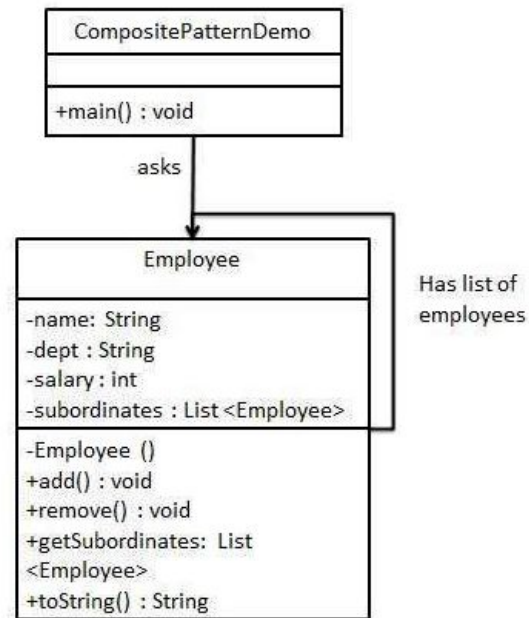 CompositePatternDemo
+main() : void
asks
Employee
-name: String
-dept : String
-salary : int
-subordinates : List <Employee>
Has list of
employees
-Employee ()
+add() : void
+remove() : void
+getSubordinates: List
<Employee>
+toString() : String